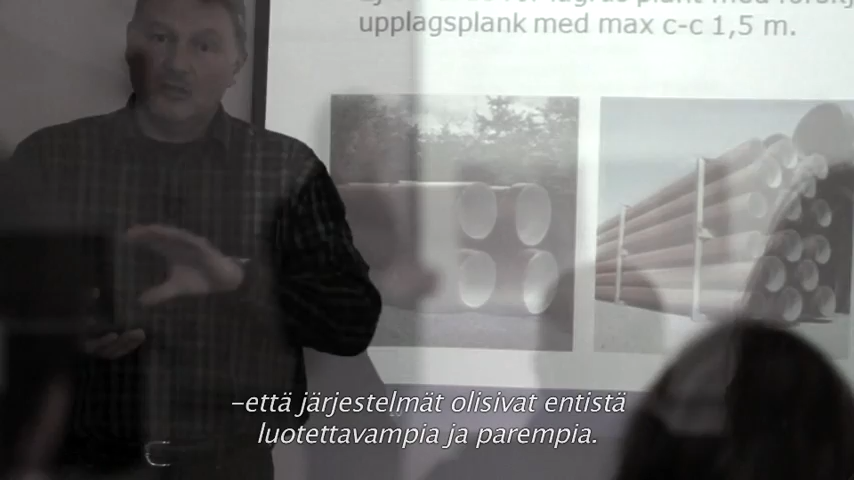 upplagsplank med max c-c 1,5 m.
–että järjestelmät olisivat entistä
luotettavampia ja parempia.